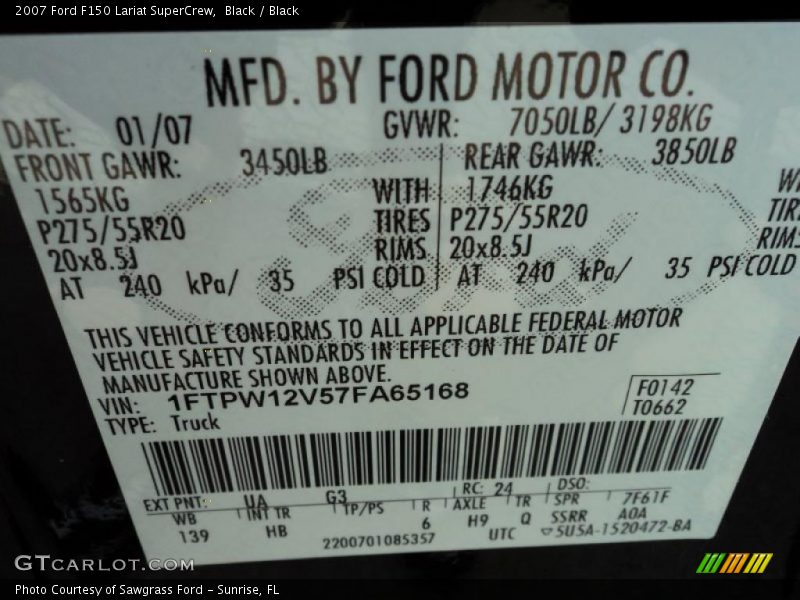 2007 Ford F150 Lariat SuperCrew, Black / Black
MFD. BY FORD MOTOR CO.
DATE: 01/07 GVWR: 7050LB/ 3198KG
FRONT GAWR: 3450LB REAR GAWR: 3850LB
1565KG WITH 1746KG WI
P275/55R20 TIRES P275/55R20 TIR
20x8.5J RIMS 20x8.5J RIMS
AT 240 kPa/ 35 PSI COLD AT 240 kPa/ 35 PSI COLD
THIS VEHICLE CONFORMS TO ALL APPLICABLE FEDERAL MOTOR
VEHICLE SAFETY STANDARDS IN EFFECT ON THE DATE OF
MANUFACTURE SHOWN ABOVE.
VIN: 1FTPW12V57FA65168 F0142
TYPE: Truck T0662
EXT PNT: UA G3 RC: 24 DSO:
WB INT TR TP/PS R AXLE TR SPR 7F61F
139 HB 6 H9 Q SSRR A0A
2200701085357 UTC 5U5A-1520472-BA
GTCARLOT.COM
Photo Courtesy of Sawgrass Ford - Sunrise, FL